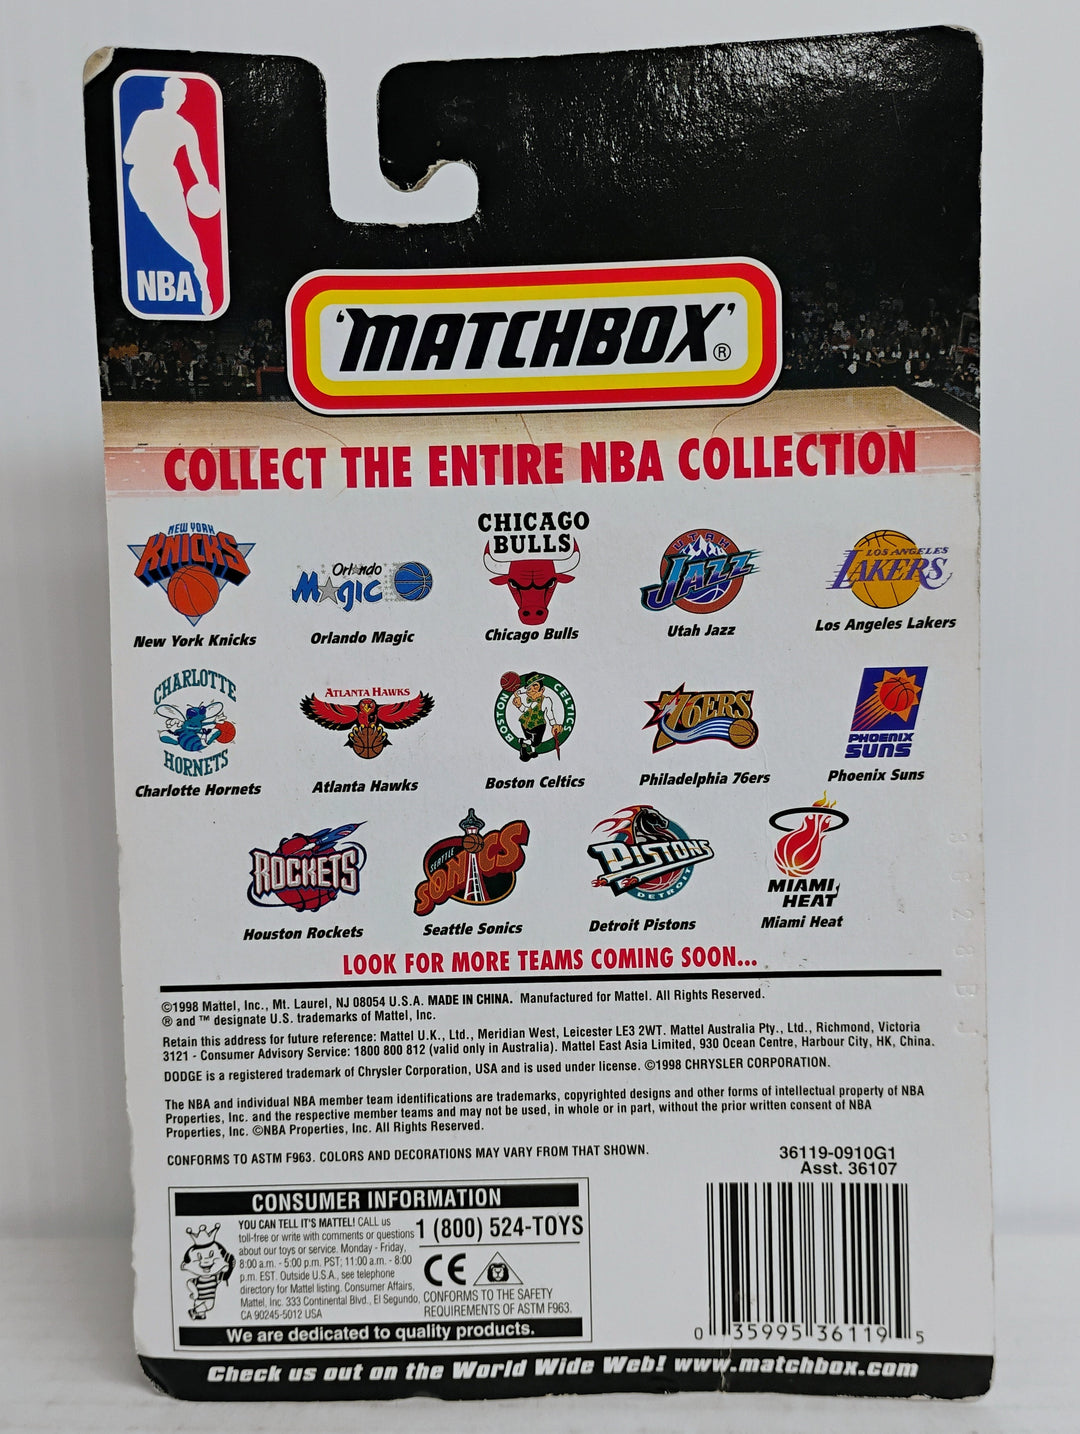 NBA
'MATCHBOX'®
COLLECT THE ENTIRE NBA COLLECTION
NEW YORK
KNICKS
New York Knicks
Orlando
Magic
Orlando Magic
CHICAGO
BULLS
Chicago Bulls
UTAH
JAZZ
Utah Jazz
LOS ANGELES
LAKERS
Los Angeles Lakers
CHARLOTTE
HORNETS
Charlotte Hornets
ATLANTA HAWKS
Atlanta Hawks
BOSTON CELTICS
Boston Celtics
76ERS
Philadelphia 76ers
PHOENIX
SUNS
Phoenix Suns
ROCKETS
Houston Rockets
SEATTLE
SONICS
Seattle Sonics
PISTONS
DETROIT
Detroit Pistons
MIAMI
HEAT
Miami Heat
LOOK FOR MORE TEAMS COMING SOON...
©1998 Mattel, Inc., Mt. Laurel, NJ 08054 U.S.A. MADE IN CHINA. Manufactured for Mattel. All Rights Reserved.
® and ™ designate U.S. trademarks of Mattel, Inc.
Retain this address for future reference: Mattel U.K., Ltd., Meridian West, Leicester LE3 2WT. Mattel Australia Pty., Ltd., Richmond, Victoria
3121 - Consumer Advisory Service: 1800 800 812 (valid only in Australia). Mattel East Asia Limited, 930 Ocean Centre, Harbour City, HK, China.
DODGE is a registered trademark of Chrysler Corporation, USA and is used under license. ©1998 CHRYSLER CORPORATION.
The NBA and individual NBA member team identifications are trademarks, copyrighted designs and other forms of intellectual property of NBA
Properties, Inc. and the respective member teams and may not be used, in whole or in part, without the prior written consent of NBA
Properties, Inc. ©NBA Properties, Inc. All Rights Reserved.
CONFORMS TO ASTM F963. COLORS AND DECORATIONS MAY VARY FROM THAT SHOWN.
36119-0910G1
Asst. 36107
CONSUMER INFORMATION
YOU CAN TELL IT'S MATTEL! CALL us
toll-free or write with comments or questions
about our toys or service. Monday - Friday,
8:00 a.m. - 5:00 p.m. PST; 11:00 a.m. - 8:00
p.m. EST. Outside U.S.A., see telephone
directory for Mattel listing. Consumer Affairs,
Mattel, Inc. 333 Continental Blvd., El Segundo,
CA 90245-5012 USA
1 (800) 524-TOYS
CE
CONFORMS TO THE SAFETY
REQUIREMENTS OF ASTM F963.
We are dedicated to quality products.
0 35995 36119 5
Check us out on the World Wide Web! www.matchbox.com